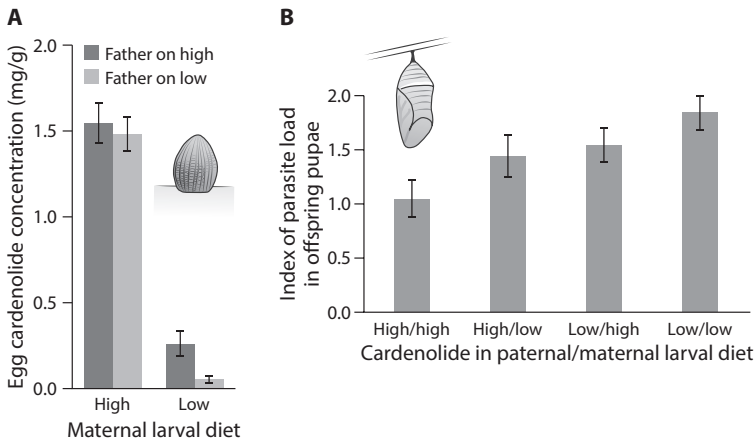 A
Egg cardenolide concentration (mg/g)
2.0
1.5
1.0
0.5
0.0
Father on high
Father on low
High
Low
Maternal larval diet
B
Index of parasite load
in offspring pupae
2.0
1.5
1.0
0.5
0.0
High/high
High/low
Low/high
Low/low
Cardenolide in paternal/maternal larval diet